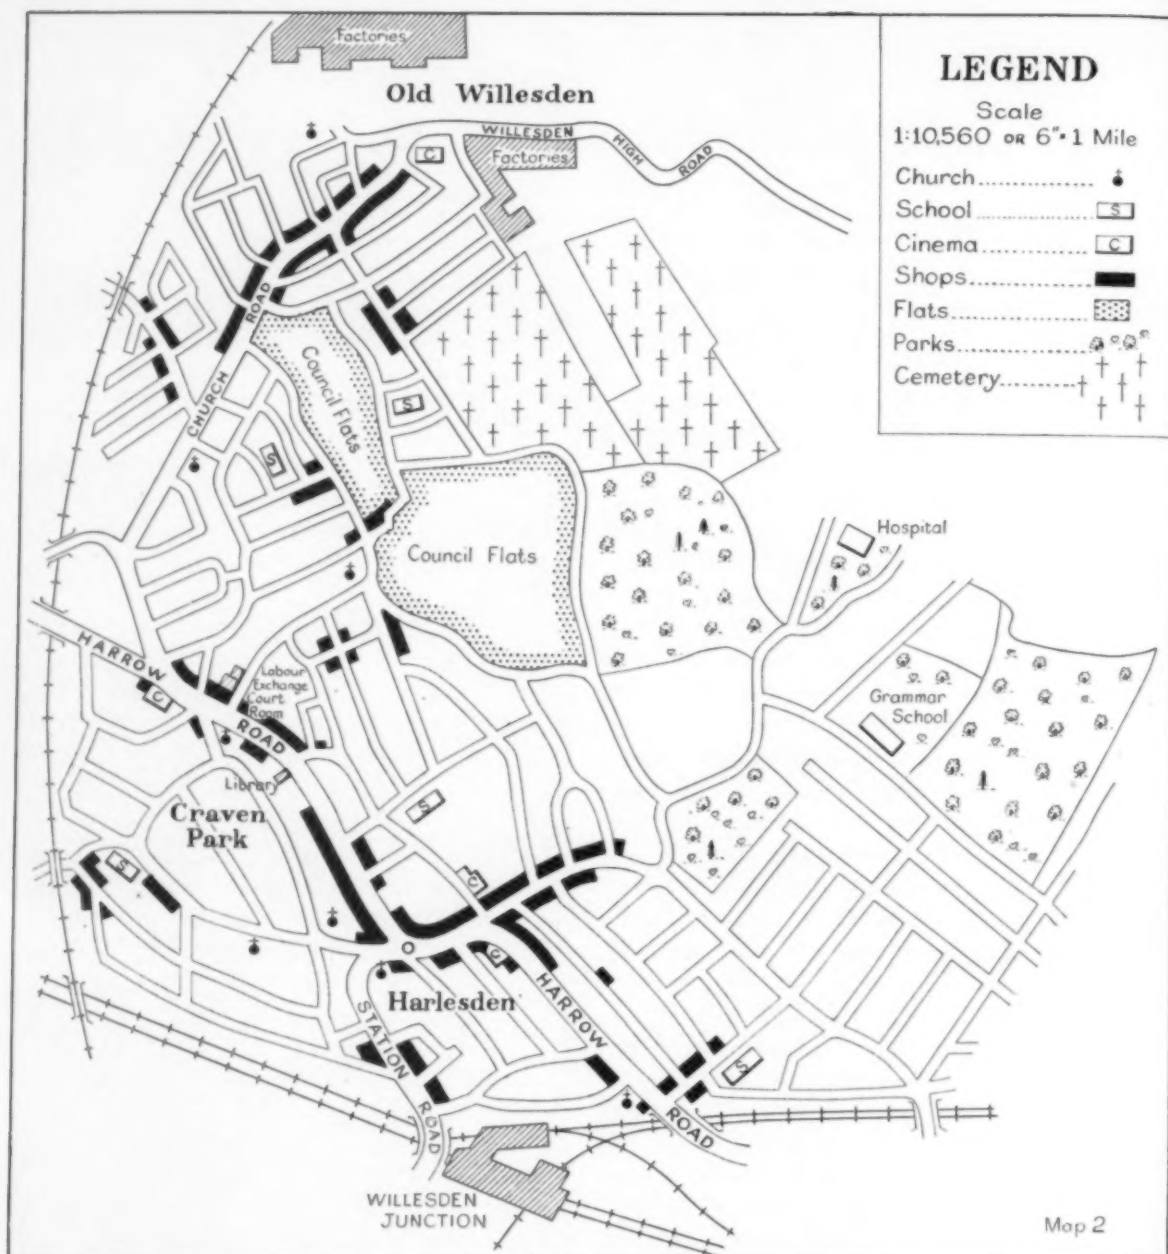 Factories
Old Willesden
WILLESDEN
HIGH
ROAD
C
Factories
LEGEND
Scale
1:10,560 OR 6"=1 Mile
Church
School S
Cinema C
Shops
Flats
Parks
Cemetery
CHURCH
ROAD
Council Flats
S
S
Council Flats
Hospital
HARROW
ROAD
C
Labour
Exchange
Court
Room
Library
Grammar
School
Craven
Park
S
S
C
C
Harlesden
STATION
ROAD
HARROW
ROAD
S
WILLESDEN
JUNCTION
Map 2